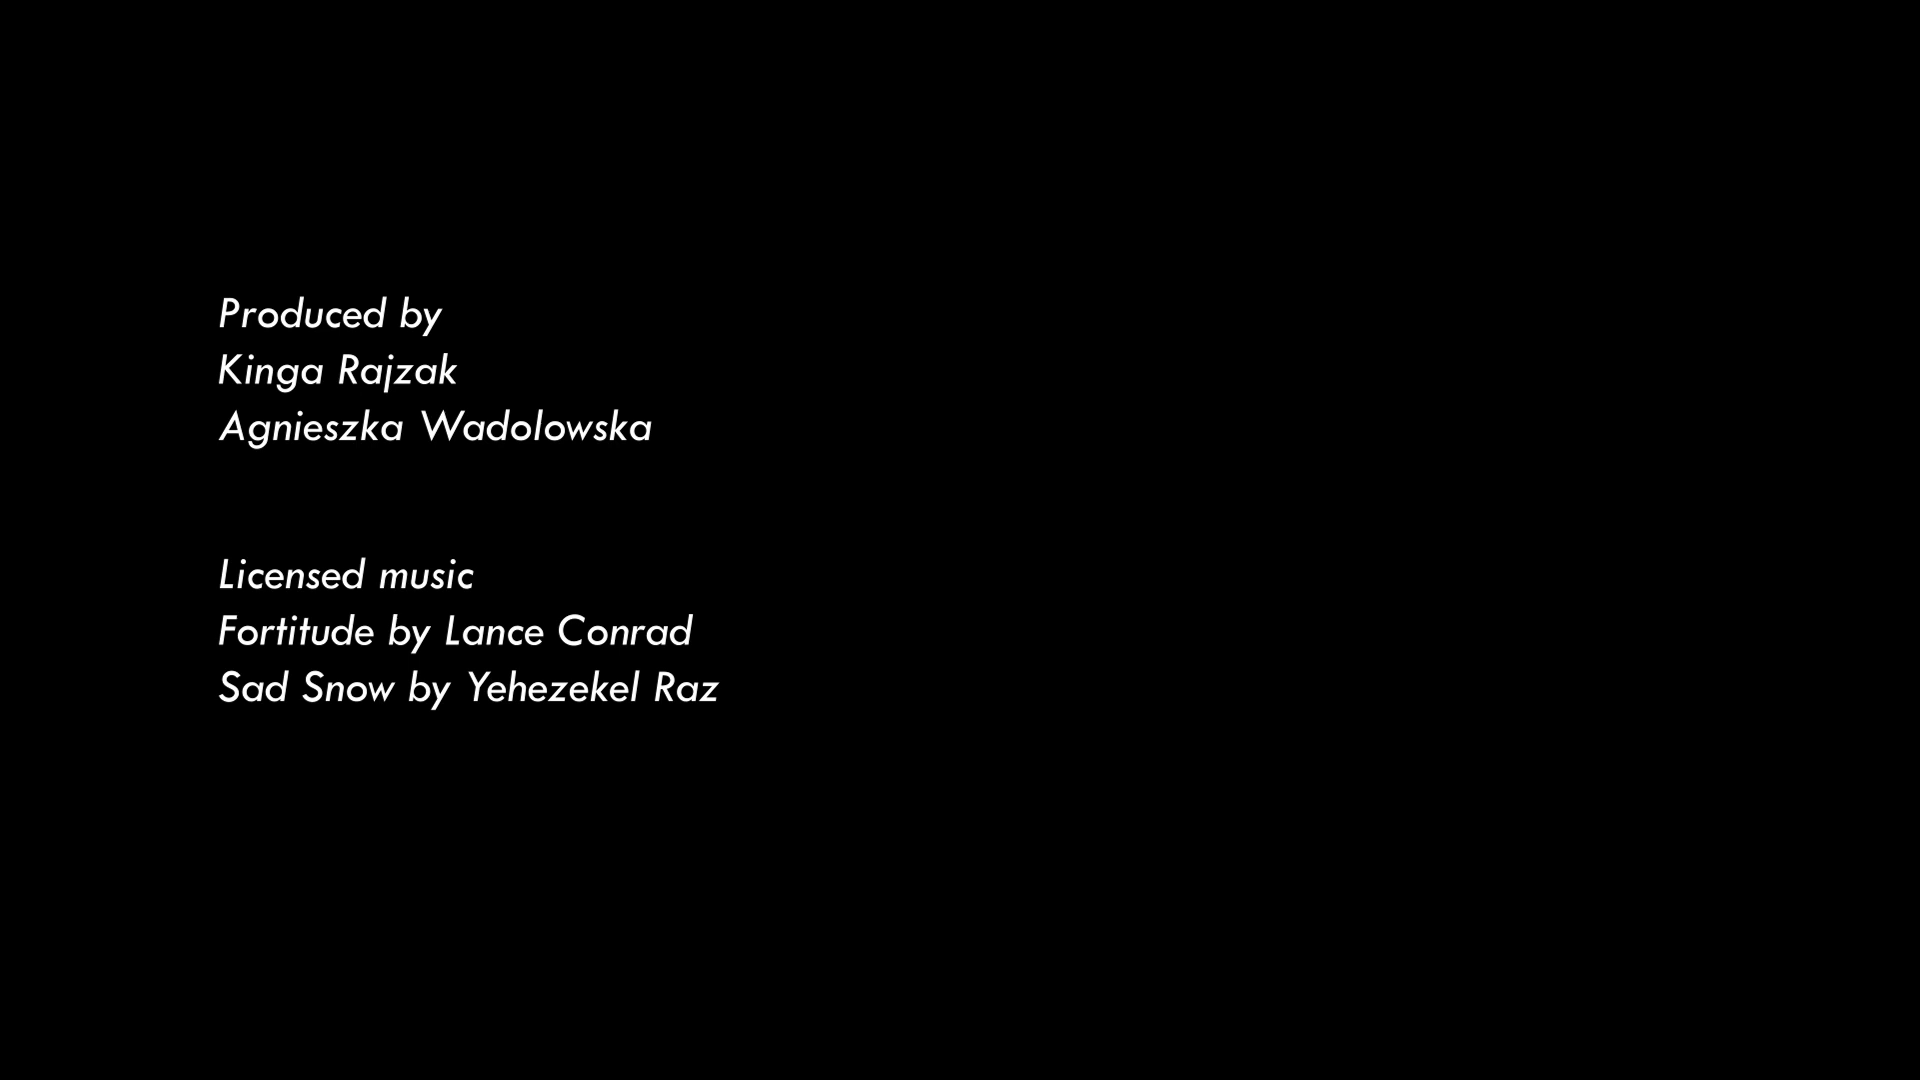 Produced by
Kinga Rajzak
Agnieszka Wadolowska
Licensed music
Fortitude by Lance Conrad
Sad Snow by Yehezekel Raz